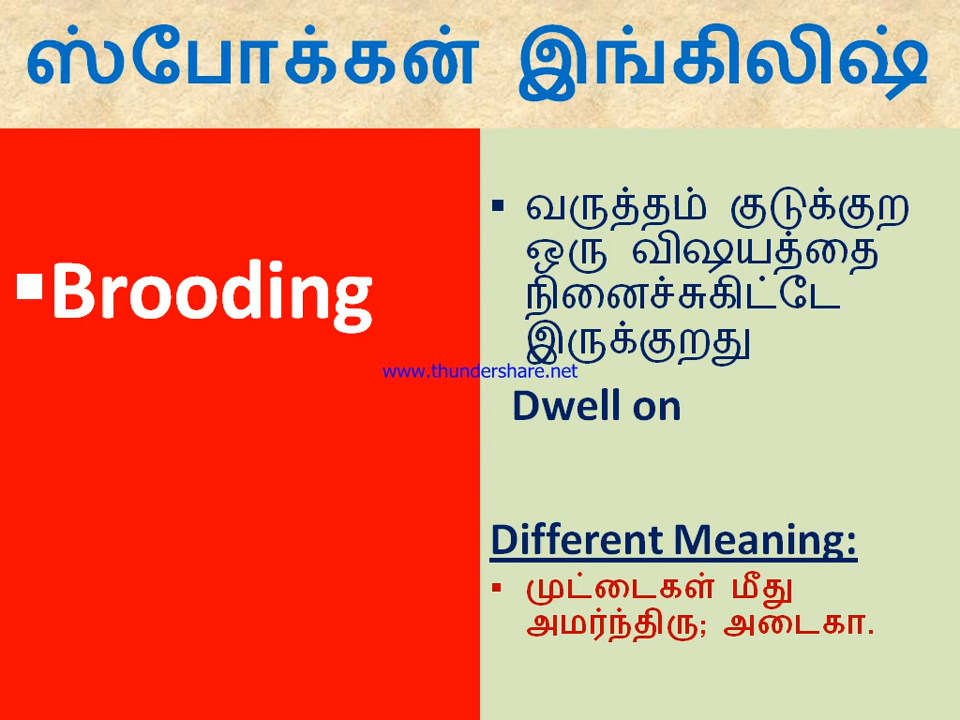 ஸ்போக்கன் இங்கிலிஷ்
▪Brooding
▪ வருத்தம் குடுக்குற
ஒரு விஷயத்தை
நினைச்சுகிட்டே
இருக்குறது
www.thundershare.net
Dwell on
Different Meaning:
▪ முட்டைகள் மீது
அமர்ந்திரு; அடைகா.